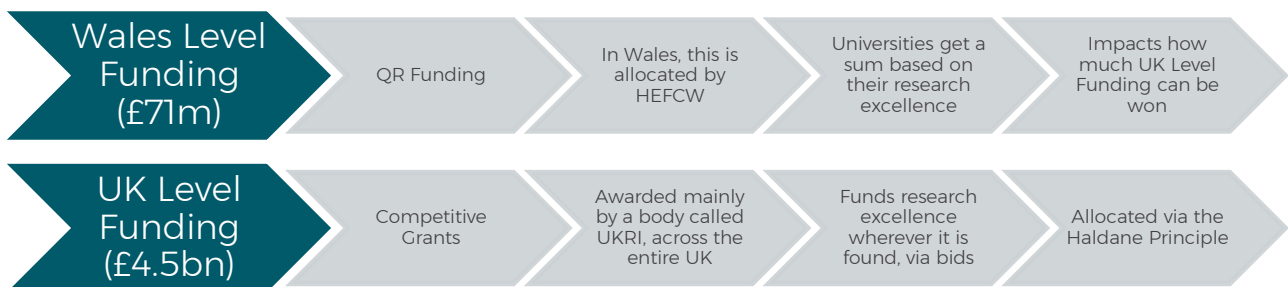 Wales Level
Funding
(£71m)
QR Funding
In Wales, this is
allocated by
HEFCW
Universities get a
sum based on
their research
excellence
Impacts how
much UK Level
Funding can be
won
UK Level
Funding
(£4.5bn)
Competitive
Grants
Awarded mainly
by a body called
UKRI, across the
entire UK
Funds research
excellence
wherever it is
found, via bids
Allocated via the
Haldane Principle